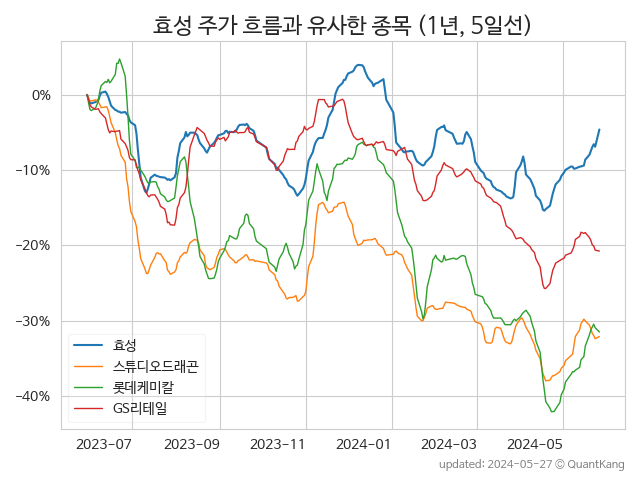 효성 주가 흐름과 유사한 종목 (1년, 5일선)
0%
−10%
−20%
−30%
−40%
효성
스튜디오드래곤
롯데케미칼
GS리테일
2023−07
2023−09
2023−11
2024−01
2024−03
2024−05
updated: 2024-05-27 © QuantKang